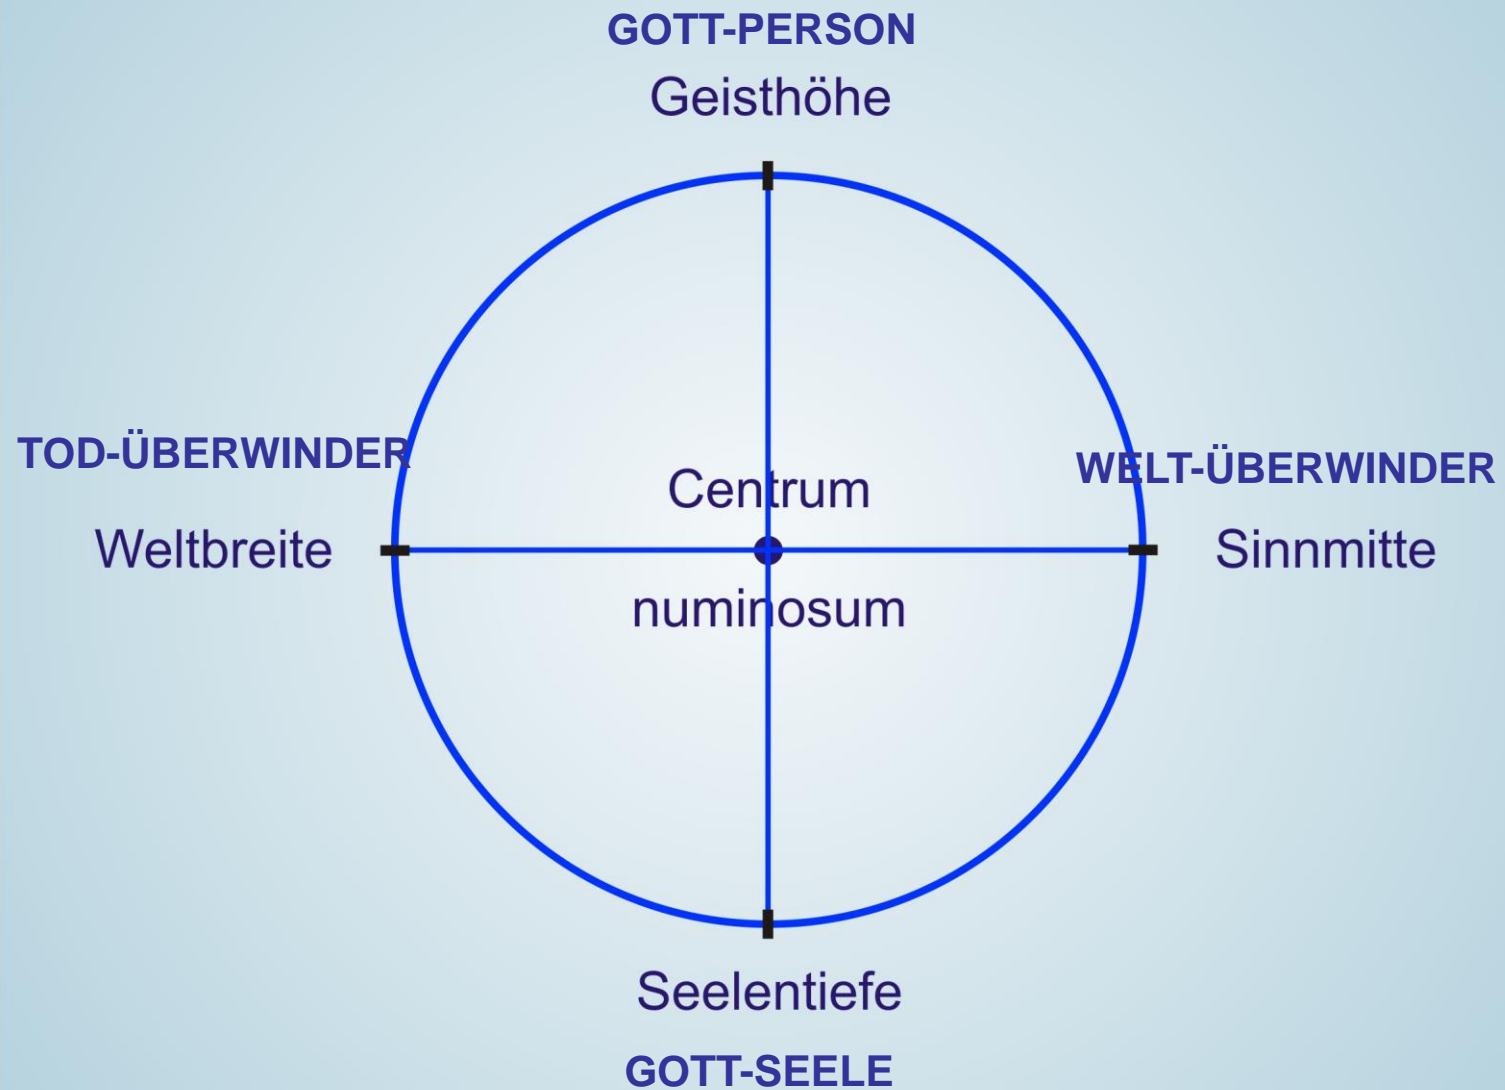 GOTT-PERSON
Geisthöhe
TOD-ÜBERWINDER
WELT-ÜBERWINDER
Centrum
Weltbreite
Sinnmitte
numinosum
Seelentiefe
GOTT-SEELE